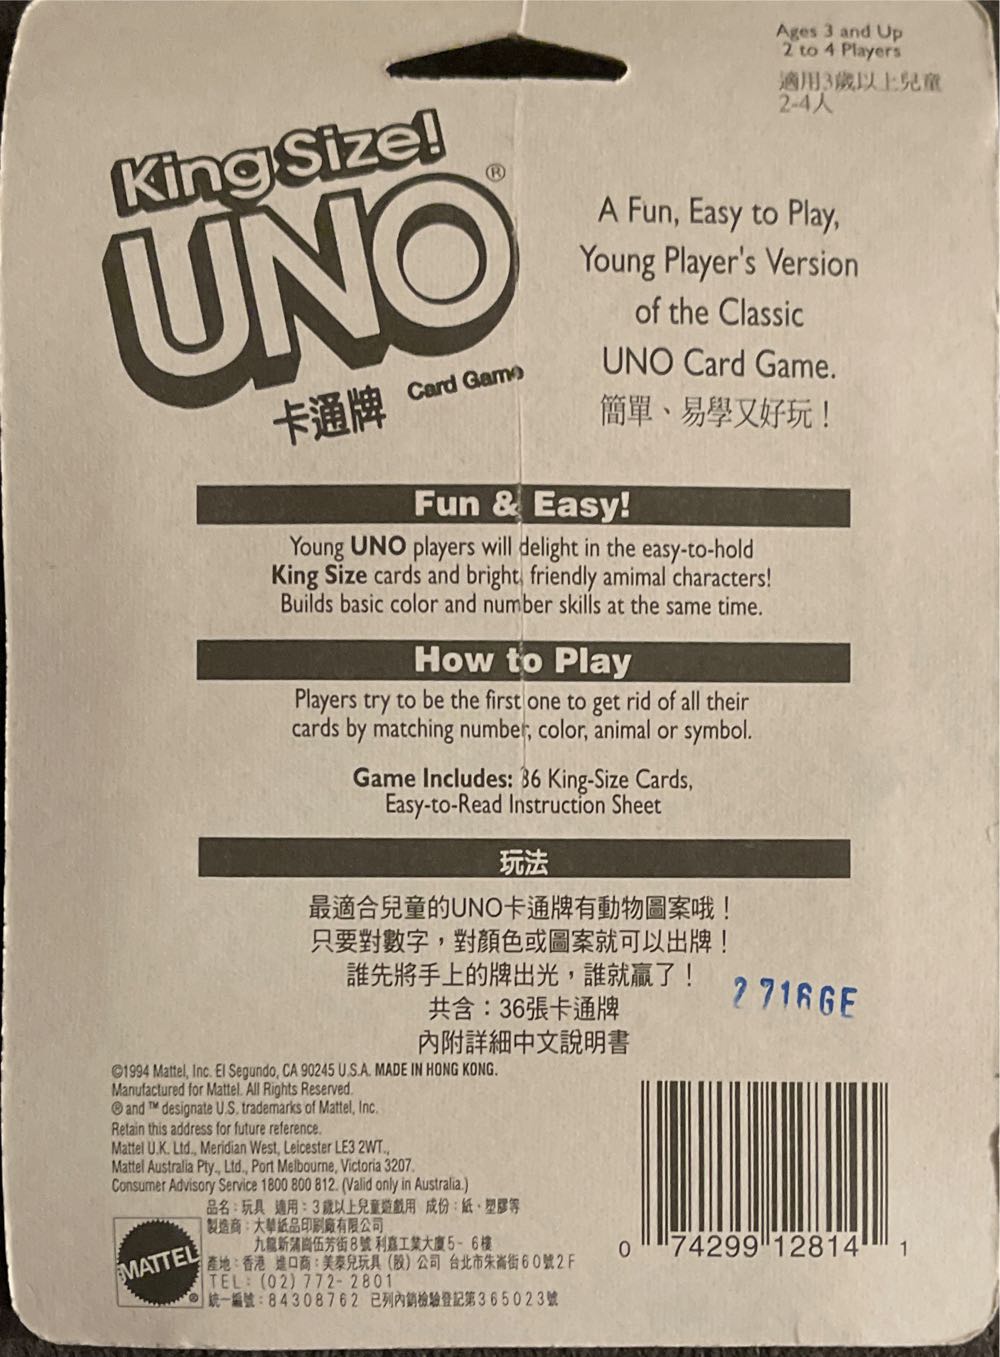 Ages 3 and Up
2 to 4 Players
適用3歲以上兒童
2-4人
King Size!
UNO®
Card Game
卡通牌
A Fun, Easy to Play,
Young Player's Version
of the Classic
UNO Card Game.
簡單、易學又好玩！
Fun & Easy!
Young UNO players will delight in the easy-to-hold
King Size cards and bright, friendly amimal characters!
Builds basic color and number skills at the same time.
How to Play
Players try to be the first one to get rid of all their
cards by matching number, color, animal or symbol.
Game Includes: 36 King-Size Cards,
Easy-to-Read Instruction Sheet
玩法
最適合兒童的UNO卡通牌有動物圖案哦！
只要對數字，對顏色或圖案就可以出牌！
誰先將手上的牌出光，誰就贏了！
共含：36張卡通牌
內附詳細中文說明書
2716GE
©1994 Mattel, Inc. El Segundo, CA 90245 U.S.A. MADE IN HONG KONG.
Manufactured for Mattel. All Rights Reserved.
® and ™ designate U.S. trademarks of Mattel, Inc.
Retain this address for future reference.
Mattel U.K. Ltd., Meridian West, Leicester LE3 2WT.,
Mattel Australia Pty., Ltd., Port Melbourne, Victoria 3207.
Consumer Advisory Service 1800 800 812. (Valid only in Australia.)
品名：玩具 適用：3歲以上兒童遊戲用 成份：紙、塑膠等
製造商：大華紙品印刷廠有限公司
九龍新蒲崗伍芳街8號利嘉工業大廈5-6樓
產地：香港 進口商：美泰兒玩具（股）公司 台北市朱崙街60號2F
TEL：(02)772-2801
統一編號：84308762 已列內銷檢驗登記第365023號
MATTEL®
0 74299 12814 1